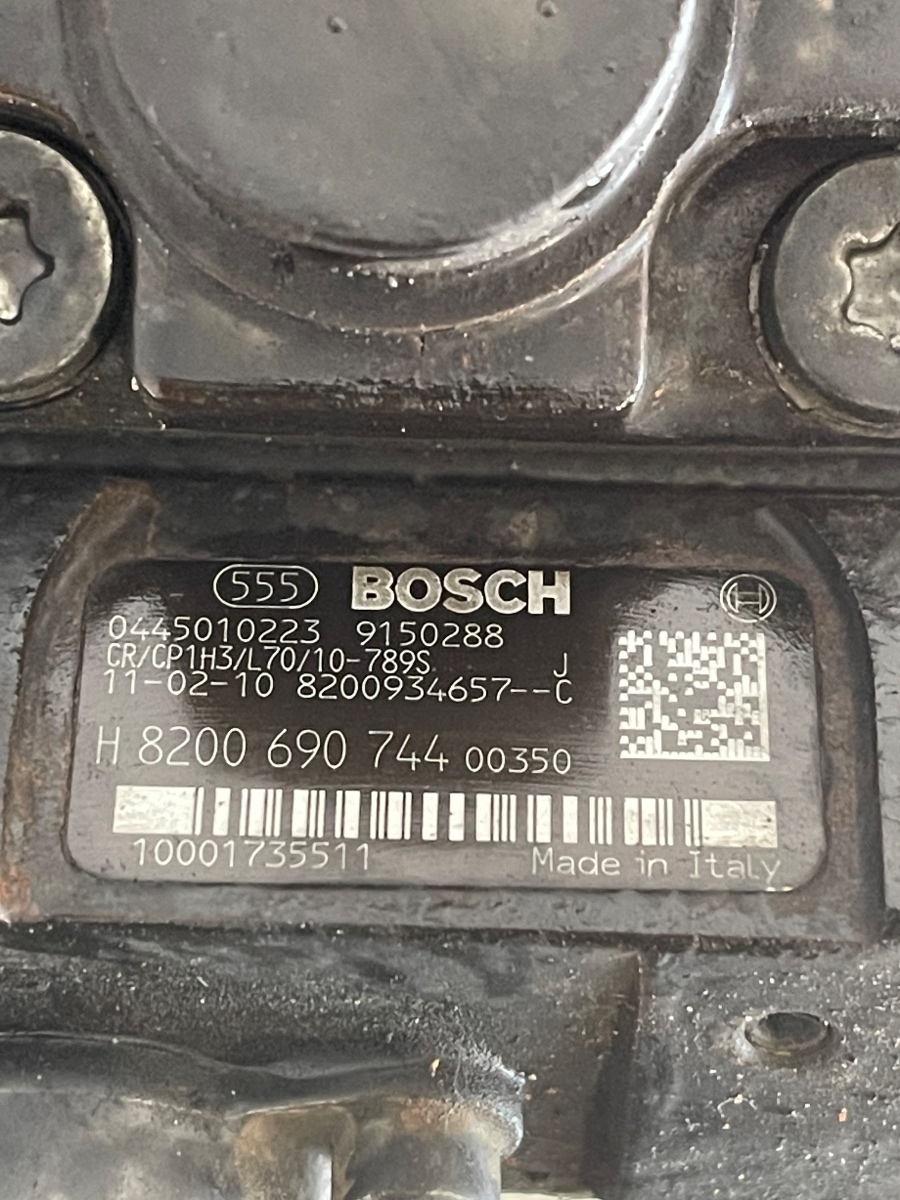 555 BOSCH
0445010223 9150288
CR/CP1H3/L70/10-789S J
11-02-10 8200934657--C
H 8200 690 744 00350
10001735511 Made in Italy